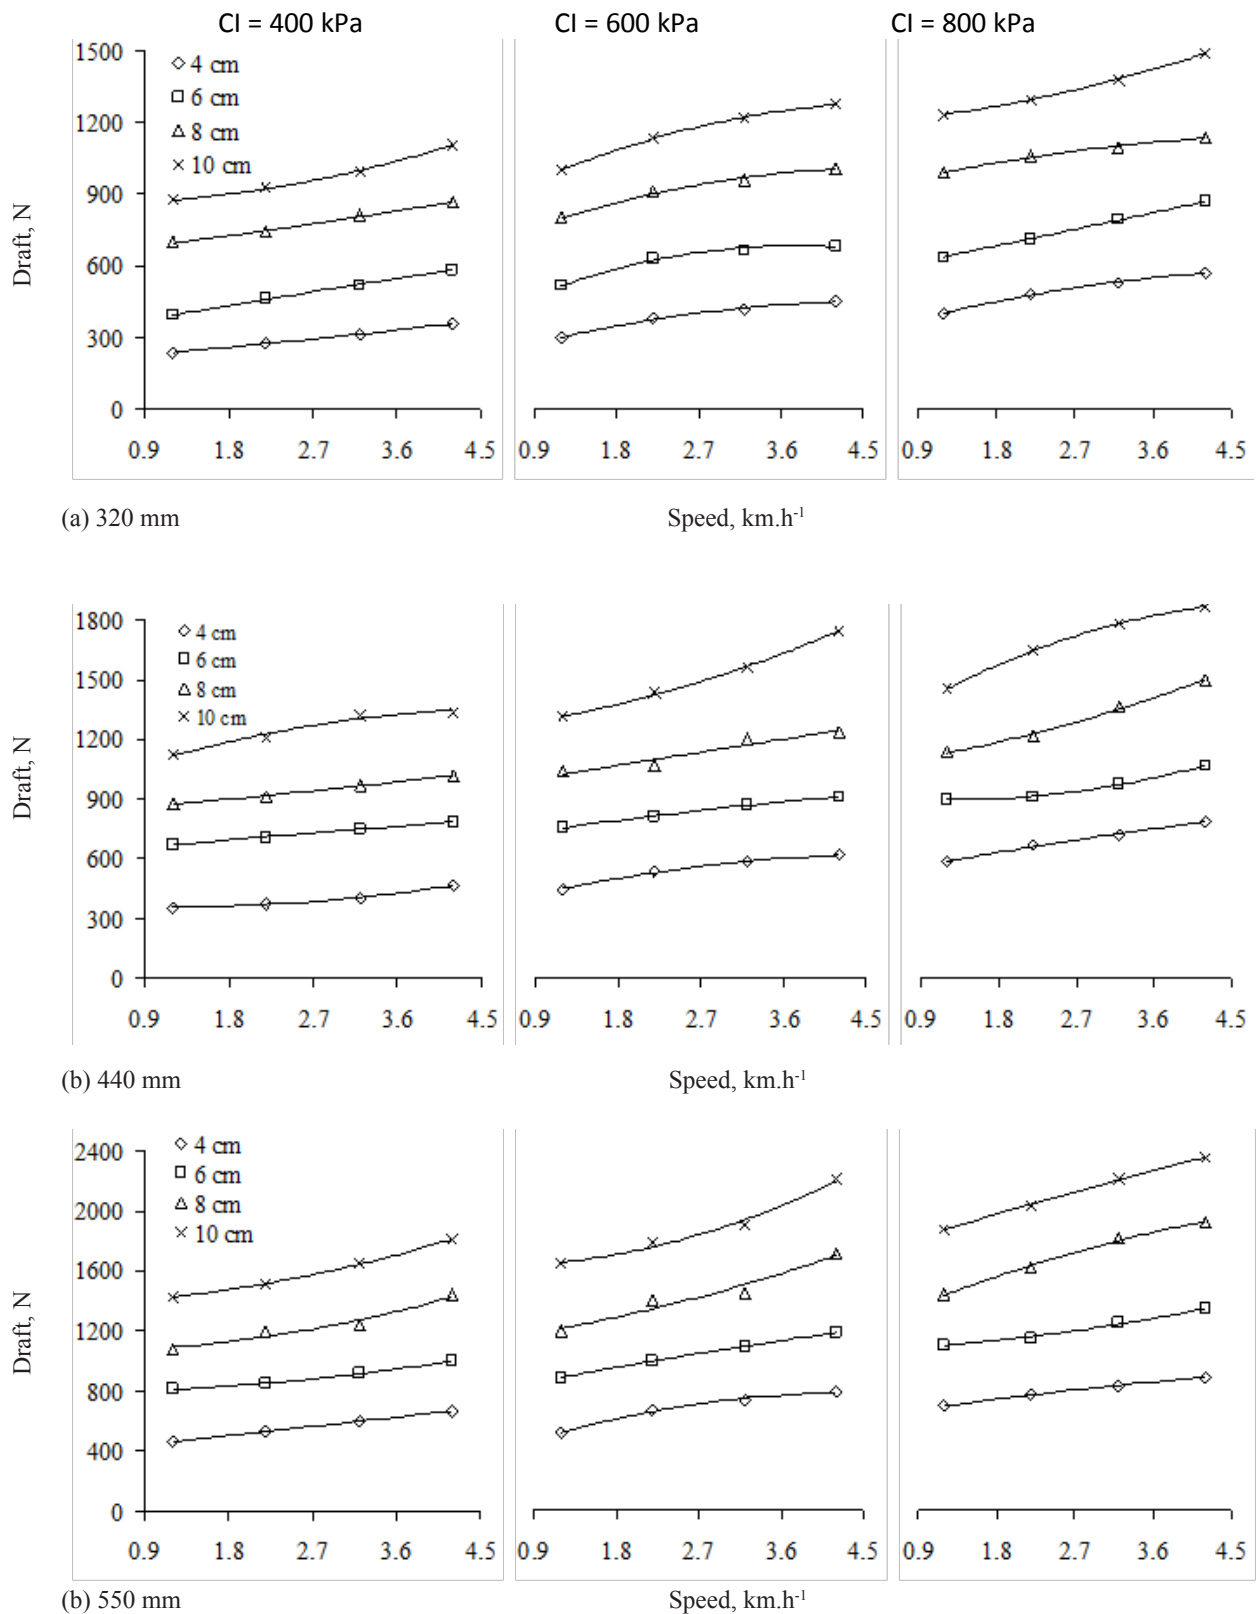 CI = 400 kPa CI = 600 kPa CI = 800 kPa
1500
1200
900
600
300
0
Draft, N
4 cm
6 cm
8 cm
10 cm
0.9 1.8 2.7 3.6 4.5 0.9 1.8 2.7 3.6 4.5 0.9 1.8 2.7 3.6 4.5
(a) 320 mm Speed, km.h-1
1800
1500
1200
900
600
300
0
Draft, N
4 cm
6 cm
8 cm
10 cm
0.9 1.8 2.7 3.6 4.5 0.9 1.8 2.7 3.6 4.5 0.9 1.8 2.7 3.6 4.5
(b) 440 mm Speed, km.h-1
2400
2000
1600
1200
800
400
0
Draft, N
4 cm
6 cm
8 cm
10 cm
0.9 1.8 2.7 3.6 4.5 0.9 1.8 2.7 3.6 4.5 0.9 1.8 2.7 3.6 4.5
(b) 550 mm Speed, km.h-1